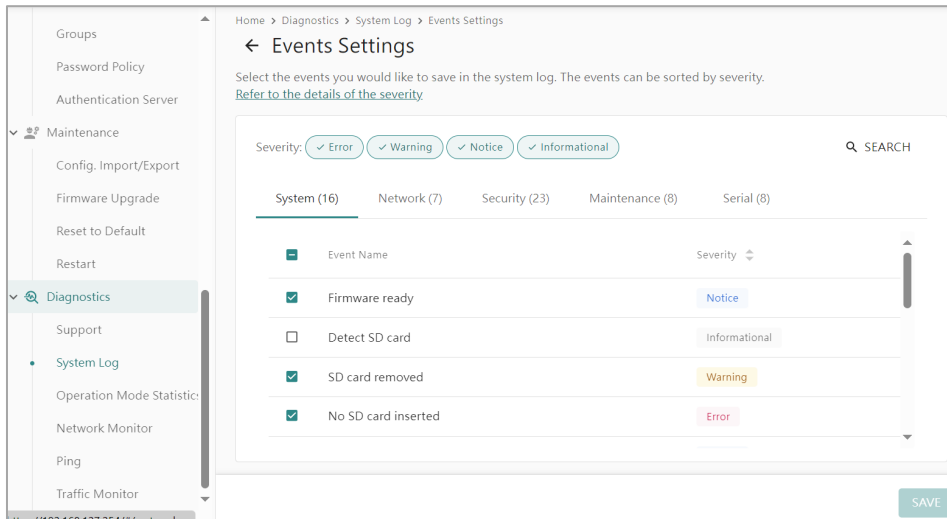 Groups
Password Policy
Authentication Server
Maintenance
Config. Import/Export
Firmware Upgrade
Reset to Default
Restart
Diagnostics
Support
System Log
Operation Mode Statistics
Network Monitor
Ping
Traffic Monitor
Home > Diagnostics > System Log > Events Settings
← Events Settings
Select the events you would like to save in the system log. The events can be sorted by severity.
Refer to the details of the severity
Severity: Error Warning Notice Informational SEARCH
System (16) Network (7) Security (23) Maintenance (8) Serial (8)
Event Name Severity
Firmware ready Notice
Detect SD card Informational
SD card removed Warning
No SD card inserted Error
SAVE